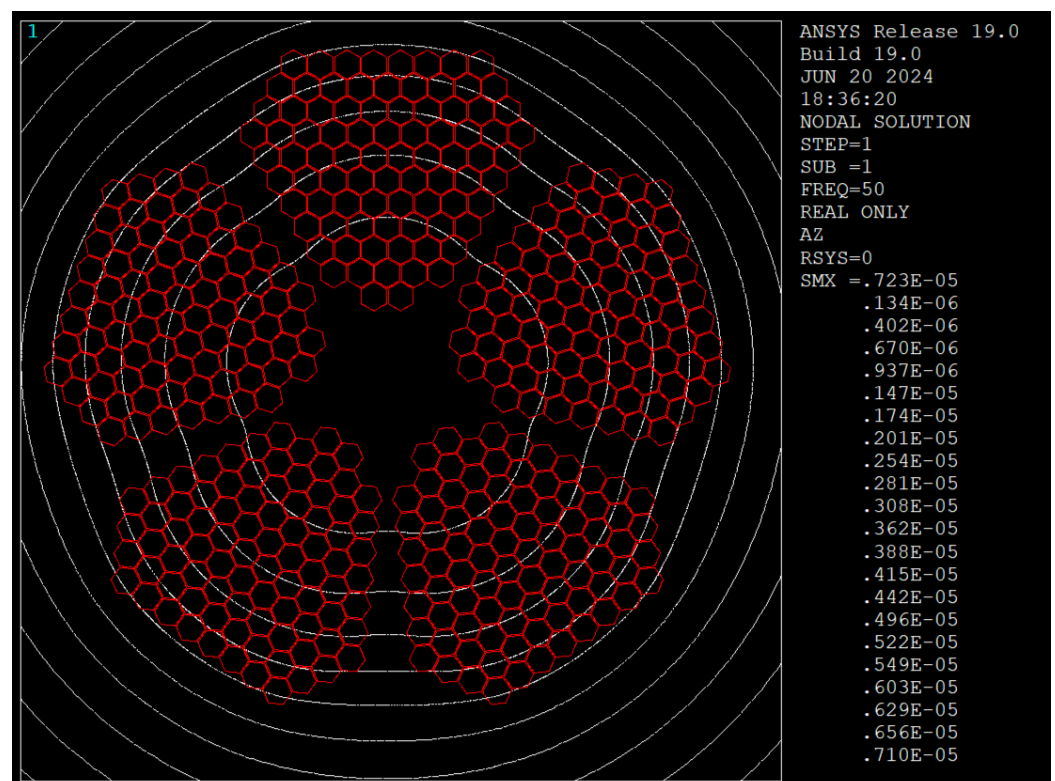 1
ANSYS Release 19.0
Build 19.0
JUN 20 2024
18:36:20
NODAL SOLUTION
STEP=1
SUB =1
FREQ=50
REAL ONLY
AZ
RSYS=0
SMX =.723E-05
.134E-06
.402E-06
.670E-06
.937E-06
.147E-05
.174E-05
.201E-05
.254E-05
.281E-05
.308E-05
.362E-05
.388E-05
.415E-05
.442E-05
.496E-05
.522E-05
.549E-05
.603E-05
.629E-05
.656E-05
.710E-05